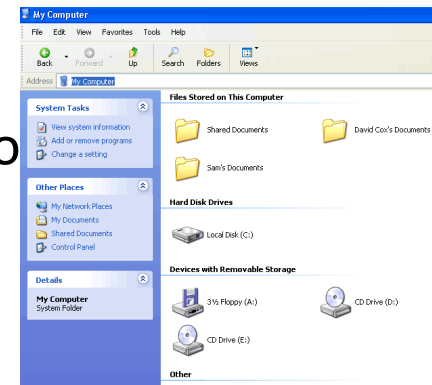 My Computer
File Edit View Favorites Tools Help
Back Forward Up Search Folders Views
Address My Computer
System Tasks
View system information
Add or remove programs
Change a setting
Other Places
My Network Places
My Documents
Shared Documents
Control Panel
Details
My Computer
System Folder
Files Stored on This Computer
Shared Documents David Cox's Documents
Sam's Documents
Hard Disk Drives
Local Disk (C:)
Devices with Removable Storage
3½ Floppy (A:) CD Drive (D:)
CD Drive (E:)
Other